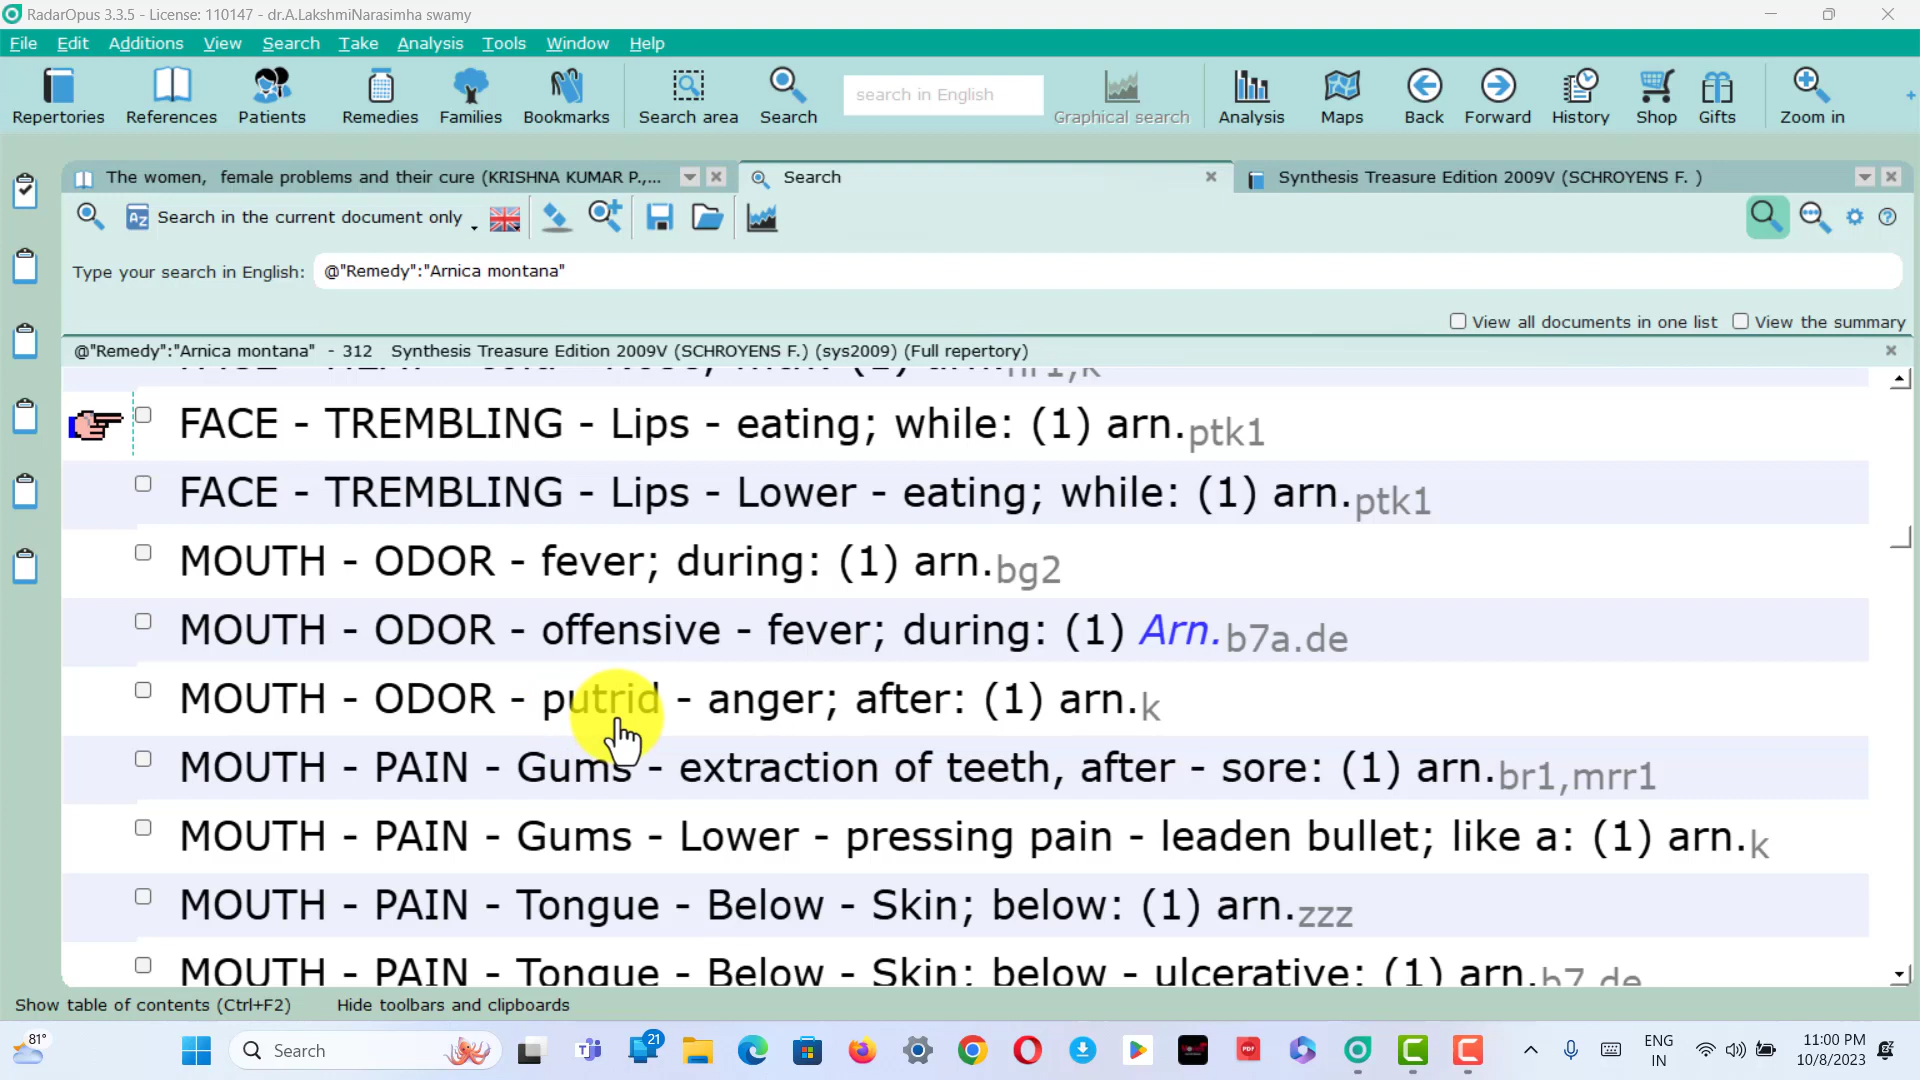 RadarOpus 3.3.5 - License: 110147 - dr.A.LakshmiNarasimha swamy
File Edit Additions View Search Take Analysis Tools Window Help
Repertories References Patients Remedies Families Bookmarks Search area Search search in English Graphical search Analysis Maps Back Forward History Shop Gifts Zoom in
The women, female problems and their cure (KRISHNA KUMAR P.,... Search Synthesis Treasure Edition 2009V (SCHROYENS F. )
AZ Search in the current document only
Type your search in English: @"Remedy":"Arnica montana"
View all documents in one list View the summary
@"Remedy":"Arnica montana" - 312 Synthesis Treasure Edition 2009V (SCHROYENS F.) (sys2009) (Full repertory)
FACE - TREMBLING - Lips - eating; while: (1) arn.ptk1
FACE - TREMBLING - Lips - Lower - eating; while: (1) arn.ptk1
MOUTH - ODOR - fever; during: (1) arn.bg2
MOUTH - ODOR - offensive - fever; during: (1) Arn.b7a.de
MOUTH - ODOR - putrid - anger; after: (1) arn.k
MOUTH - PAIN - Gums - extraction of teeth, after - sore: (1) arn.br1,mrr1
MOUTH - PAIN - Gums - Lower - pressing pain - leaden bullet; like a: (1) arn.k
MOUTH - PAIN - Tongue - Below - Skin; below: (1) arn.zzz
MOUTH - PAIN - Tongue - Below - Skin; below - ulcerative: (1) arn.b7.de
Show table of contents (Ctrl+F2) Hide toolbars and clipboards
81° Search 21 PDF ENG IN 11:00 PM 10/8/2023